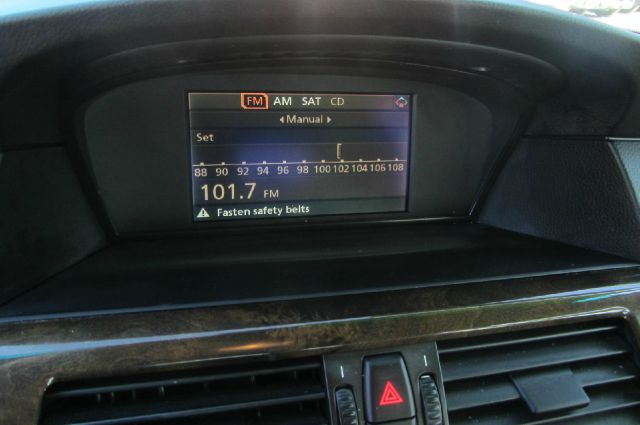 FM AM SAT CD
Manual
Set
88 90 92 94 96 98 100 102 104 106 108
101.7 FM
Fasten safety belts